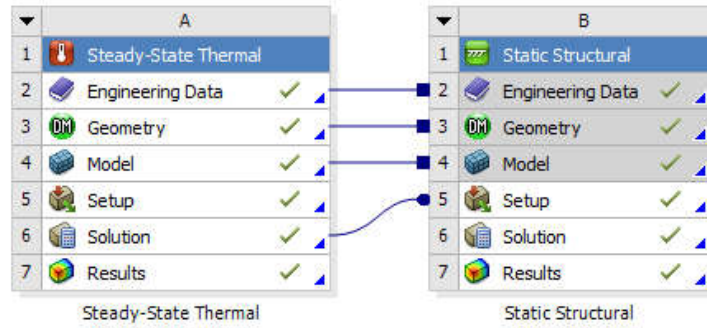 A
1 Steady-State Thermal
2 Engineering Data
3 DM Geometry
4 Model
5 Setup
6 Solution
7 Results
Steady-State Thermal
B
1 Static Structural
2 Engineering Data
3 DM Geometry
4 Model
5 Setup
6 Solution
7 Results
Static Structural